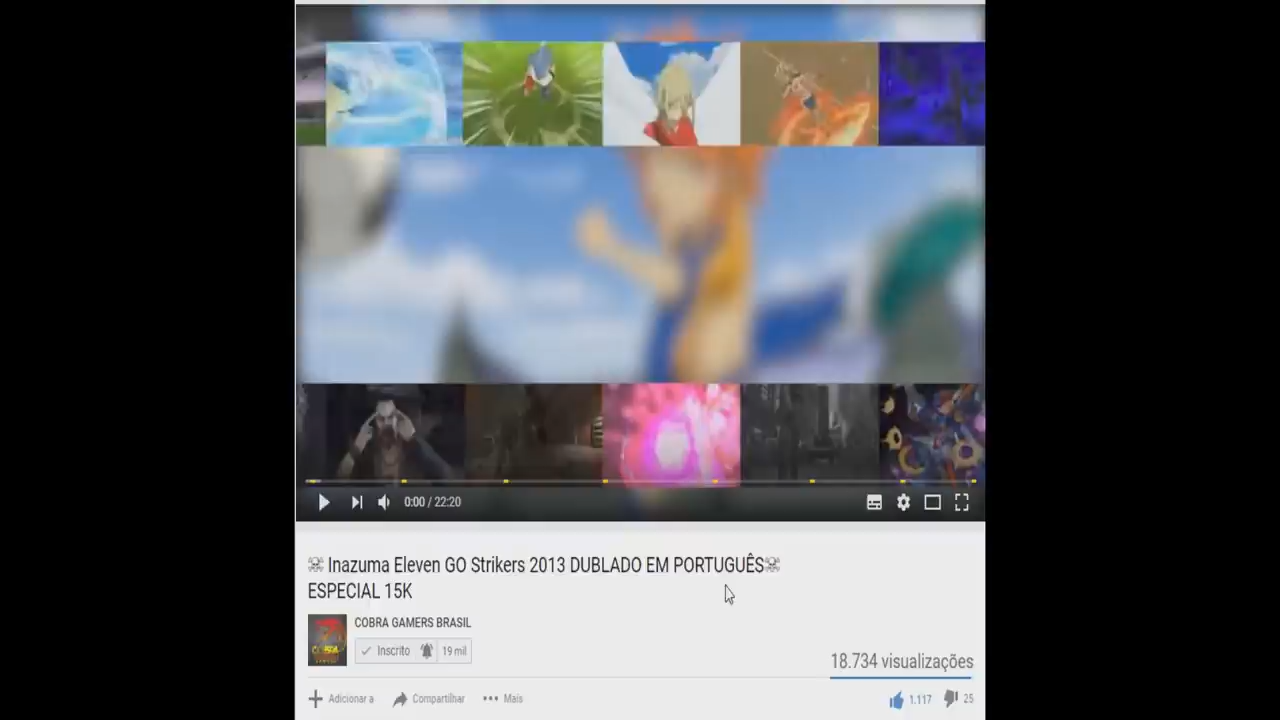 0:00 / 22:20
Inazuma Eleven GO Strikers 2013 DUBLADO EM PORTUGUÊS
ESPECIAL 15K
COBRA GAMERS BRASIL
Inscrito 19 mil
18.734 visualizações
Adicionar a Compartilhar Mais 1.117 25